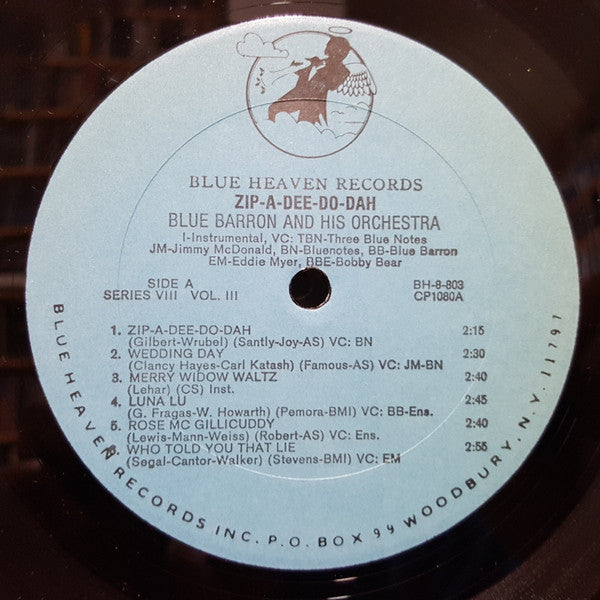 BLUE HEAVEN RECORDS
ZIP-A-DEE-DO-DAH
BLUE BARRON AND HIS ORCHESTRA
I-Instrumental, VC: TBN-Three Blue Notes
JM-Jimmy McDonald, BN-Bluenotes, BB-Blue Barron
EM-Eddie Myer, BBE-Bobby Bear
SIDE A BH-8-803
SERIES VIII VOL. III CP1080A
1. ZIP-A-DEE-DO-DAH 2:15
(Gilbert-Wrubel) (Santly-Joy-AS) VC: BN
2. WEDDING DAY 2:30
(Clancy Hayes-Carl Katash) (Famous-AS) VC: JM-BN
3. MERRY WIDOW WALTZ 2:40
(Lehar) (CS) Inst.
4. LUNA LU 2:45
(G. Fragas-W. Howarth) (Pemora-BMI) VC: BB-Ens.
5. ROSE MC GILLICUDDY 2:40
(Lewis-Mann-Weiss) (Robert-AS) VC: Ens.
WHO TOLD YOU THAT LIE 2:55
(Segal-Cantor-Walker) (Stevens-BMI) VC: EM
BLUE HEAVEN RECORDS INC. P.O. BOX 99 WOODBURY, N.Y. 11797